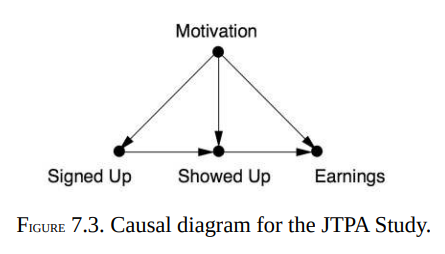 Motivation
Signed Up Showed Up Earnings
FIGURE 7.3. Causal diagram for the JTPA Study.